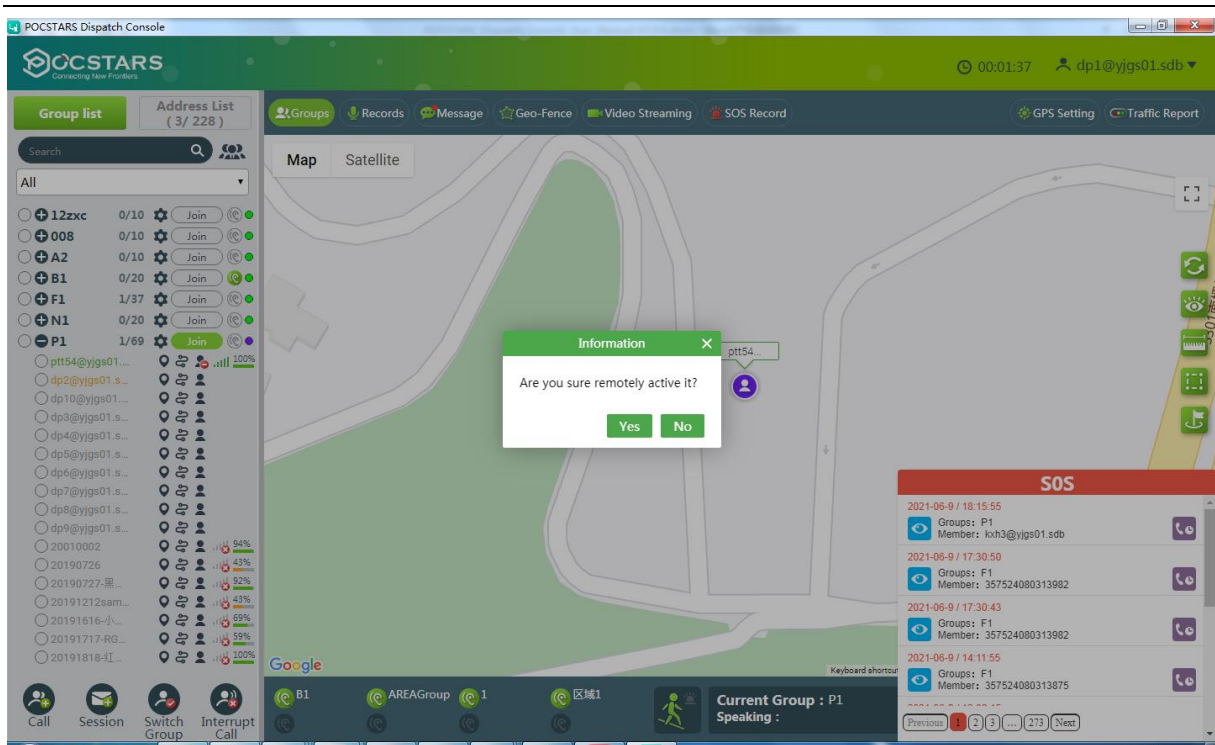 POCSTARS Dispatch Console
POCSTARS
Connecting New Frontiers
00:01:37 dp1@yjgs01.sdb
Group list
Address List
( 3/ 228 )
Groups Records Message Geo-Fence Video Streaming SOS Record GPS Setting Traffic Report
Search
All
Map Satellite
12zxc 0/10 Join
008 0/10 Join
A2 0/10 Join
B1 0/20 Join
F1 1/37 Join
N1 0/20 Join
P1 1/69 Join
ptt54@yjgs01.... 100%
dp2@yjgs01.s...
dp10@yjgs01....
dp3@yjgs01.s...
dp4@yjgs01.s...
dp5@yjgs01.s...
dp6@yjgs01.s...
dp7@yjgs01.s...
dp8@yjgs01.s...
dp9@yjgs01.s...
20010002 94%
20190726 43%
20190727-黑... 92%
20191212sam... 43%
20191616-小... 69%
20191717-RG... 59%
20191818-红... 100%
Information
Are you sure remotely active it?
Yes No
ptt54...
SOS
2021-06-9 / 18:15:55
Groups: P1
Member: kxh3@yjgs01.sdb
2021-06-9 / 17:30:50
Groups: F1
Member: 357524080313982
2021-06-9 / 17:30:43
Groups: F1
Member: 357524080313982
2021-06-9 / 14:11:55
Groups: F1
Member: 357524080313875
Previous 1 2 3 ... 273 Next
Google
Keyboard shortcut
Call
Session
Switch
Group
Interrupt
Call
B1 AREAGroup 1 区域1
Current Group : P1
Speaking :